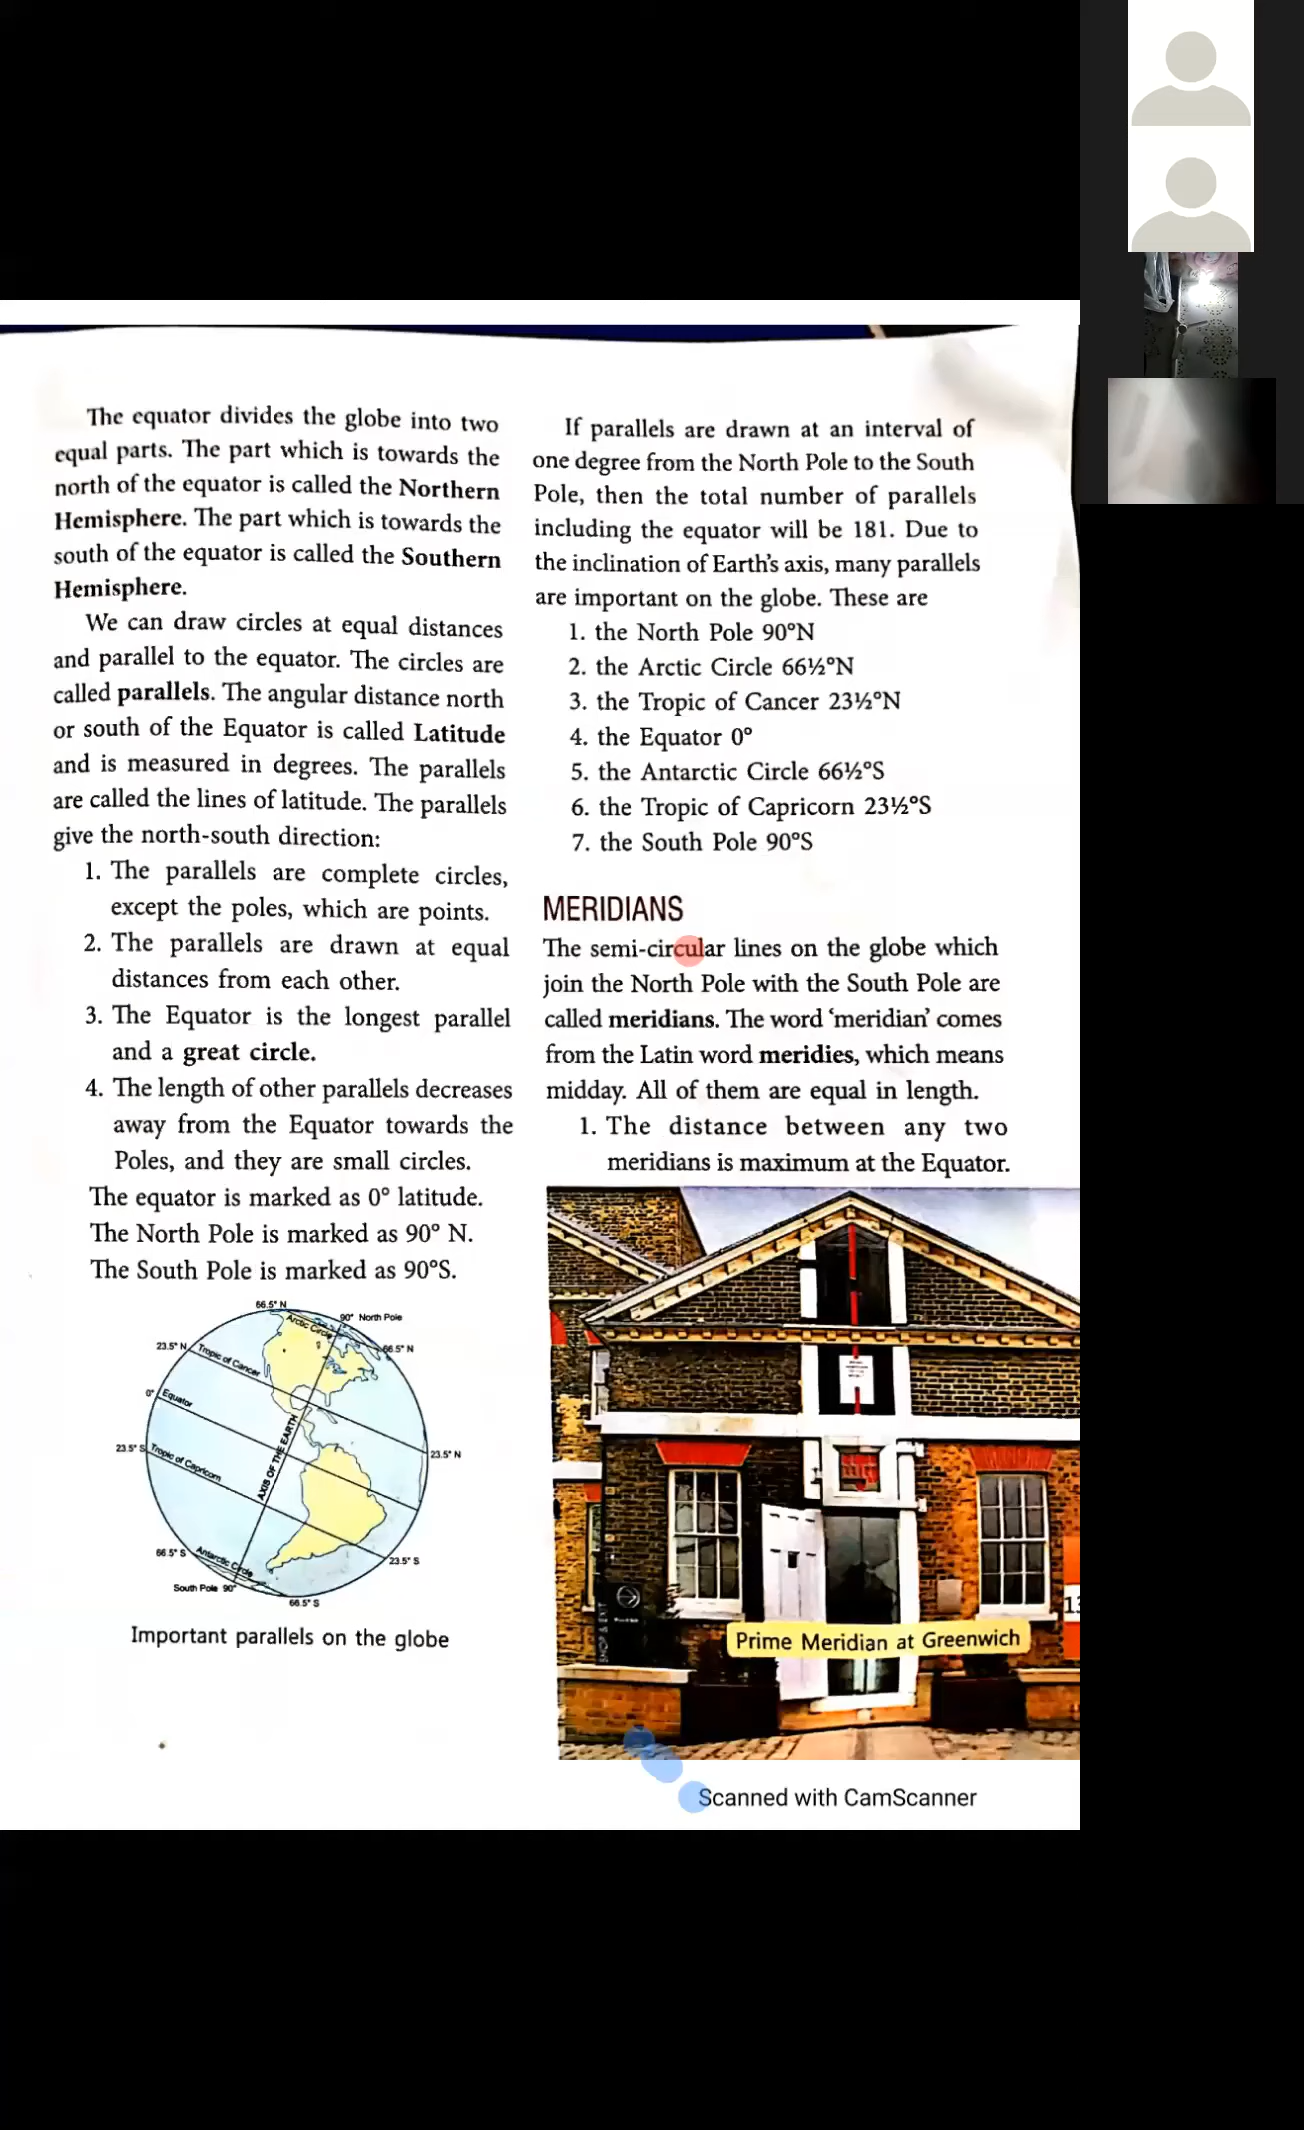 The equator divides the globe into two
equal parts. The part which is towards the
north of the equator is called the Northern
Hemisphere. The part which is towards the
south of the equator is called the Southern
Hemisphere.
We can draw circles at equal distances
and parallel to the equator. The circles are
called parallels. The angular distance north
or south of the Equator is called Latitude
and is measured in degrees. The parallels
are called the lines of latitude. The parallels
give the north-south direction:
1. The parallels are complete circles,
except the poles, which are points.
2. The parallels are drawn at equal
distances from each other.
3. The Equator is the longest parallel
and a great circle.
4. The length of other parallels decreases
away from the Equator towards the
Poles, and they are small circles.
The equator is marked as 0° latitude.
The North Pole is marked as 90° N.
The South Pole is marked as 90°S.
66.5° N
90° North Pole
Arctic Circle
66.5° N
23.5° N
Tropic of Cancer
0°
Equator
23.5° S
Tropic of Capricorn
AXIS OF THE EARTH
23.5° N
66.5° S
Antarctic Circle
23.5° S
South Pole 90°
66.5° S
Important parallels on the globe
If parallels are drawn at an interval of
one degree from the North Pole to the South
Pole, then the total number of parallels
including the equator will be 181. Due to
the inclination of Earth's axis, many parallels
are important on the globe. These are
1. the North Pole 90°N
2. the Arctic Circle 66½°N
3. the Tropic of Cancer 23½°N
4. the Equator 0°
5. the Antarctic Circle 66½°S
6. the Tropic of Capricorn 23½°S
7. the South Pole 90°S
MERIDIANS
The semi-circular lines on the globe which
join the North Pole with the South Pole are
called meridians. The word 'meridian' comes
from the Latin word meridies, which means
midday. All of them are equal in length.
1. The distance between any two
meridians is maximum at the Equator.
SHOP & EXIT
Prime Meridian at Greenwich
13
Scanned with CamScanner